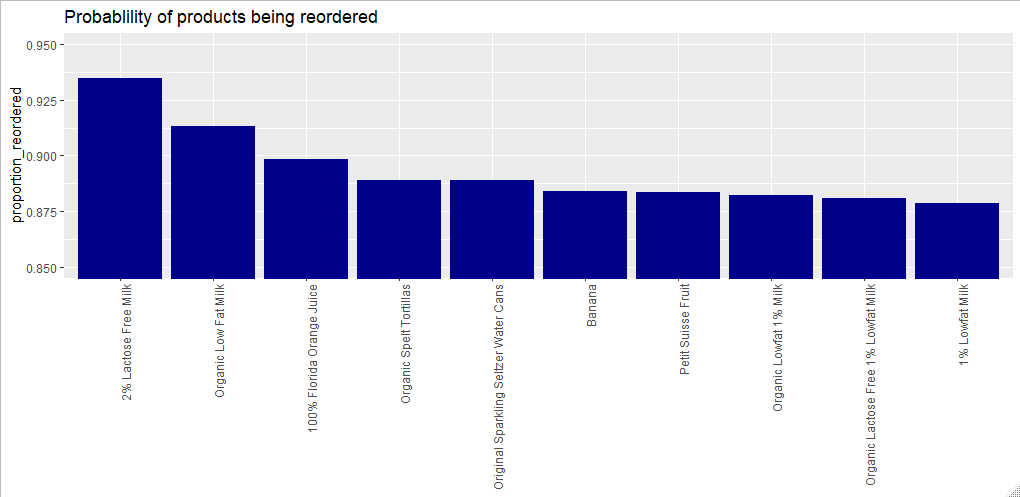 Probablility of products being reordered
proportion_reordered
0.950
0.925
0.900
0.875
0.850
2% Lactose Free Milk
Organic Low Fat Milk
100% Florida Orange Juice
Organic Spelt Tortillas
Original Sparkling Seltzer Water Cans
Banana
Petit Suisse Fruit
Organic Lowfat 1% Milk
Organic Lactose Free 1% Lowfat Milk
1% Lowfat Milk